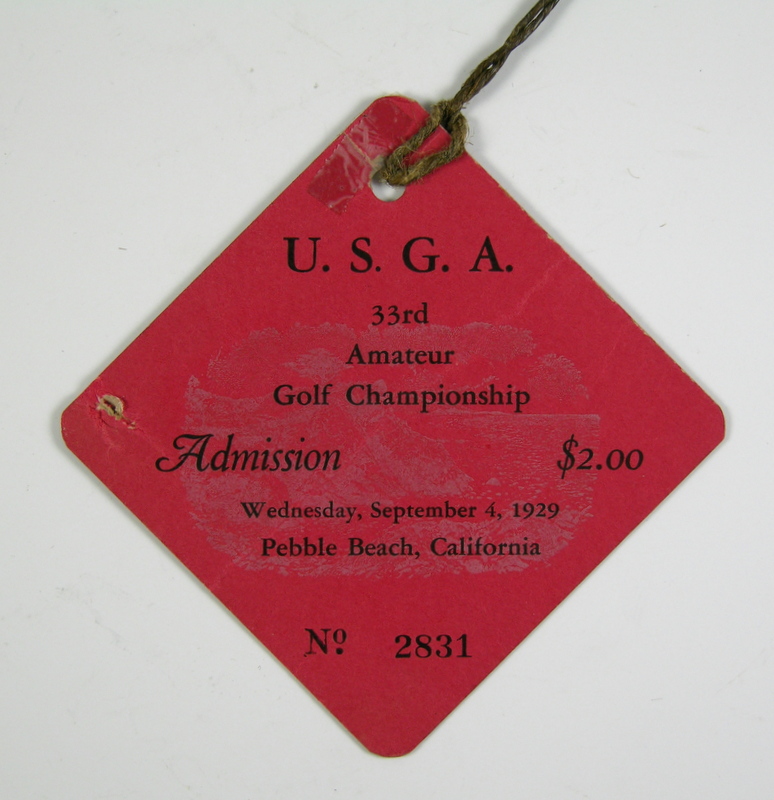 U. S. G. A.
33rd
Amateur
Golf Championship
Admission $2.00
Wednesday, September 4, 1929
Pebble Beach, California
Nº 2831